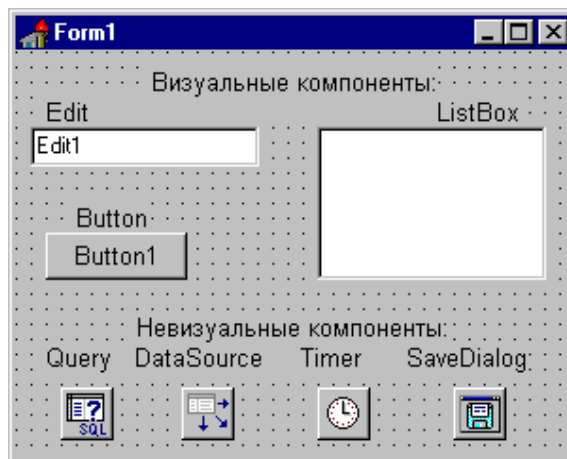 Form1
Визуальные компоненты:
Edit ListBox
Edit1
Button
Button1
Невизуальные компоненты:
Query DataSource Timer SaveDialog
SQL